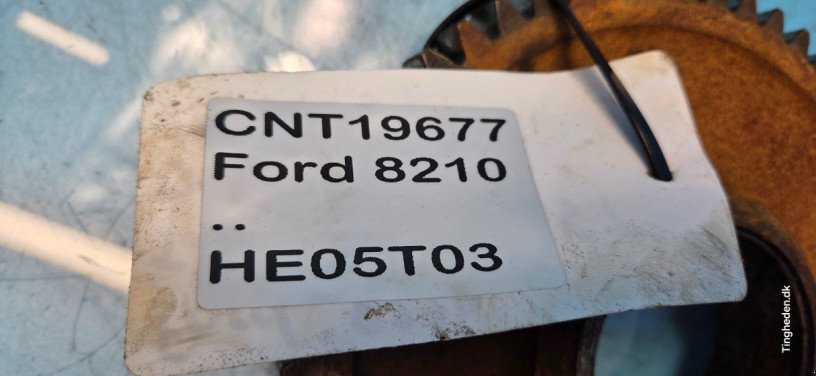 CNT19677
Ford 8210
..
HE05T03
Tingheden.dk